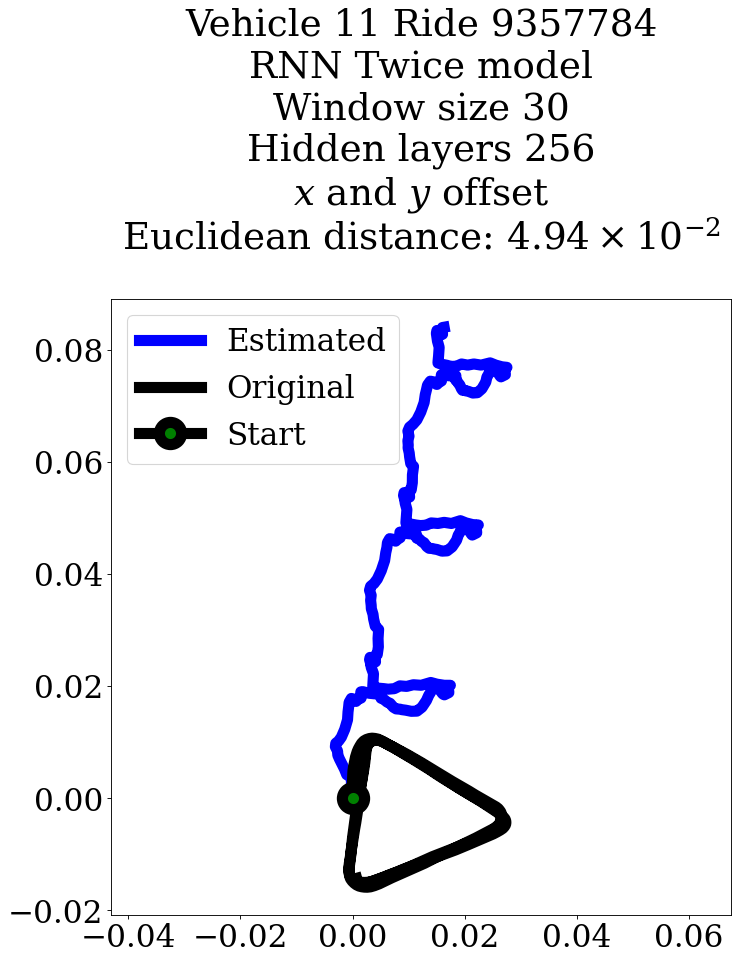 Vehicle 11 Ride 9357784
RNN Twice model
Window size 30
Hidden layers 256
x and y offset
Euclidean distance: 4.94 × 10⁻²
Estimated
Original
Start
0.08
0.06
0.04
0.02
0.00
−0.02
−0.04 −0.02 0.00 0.02 0.04 0.06